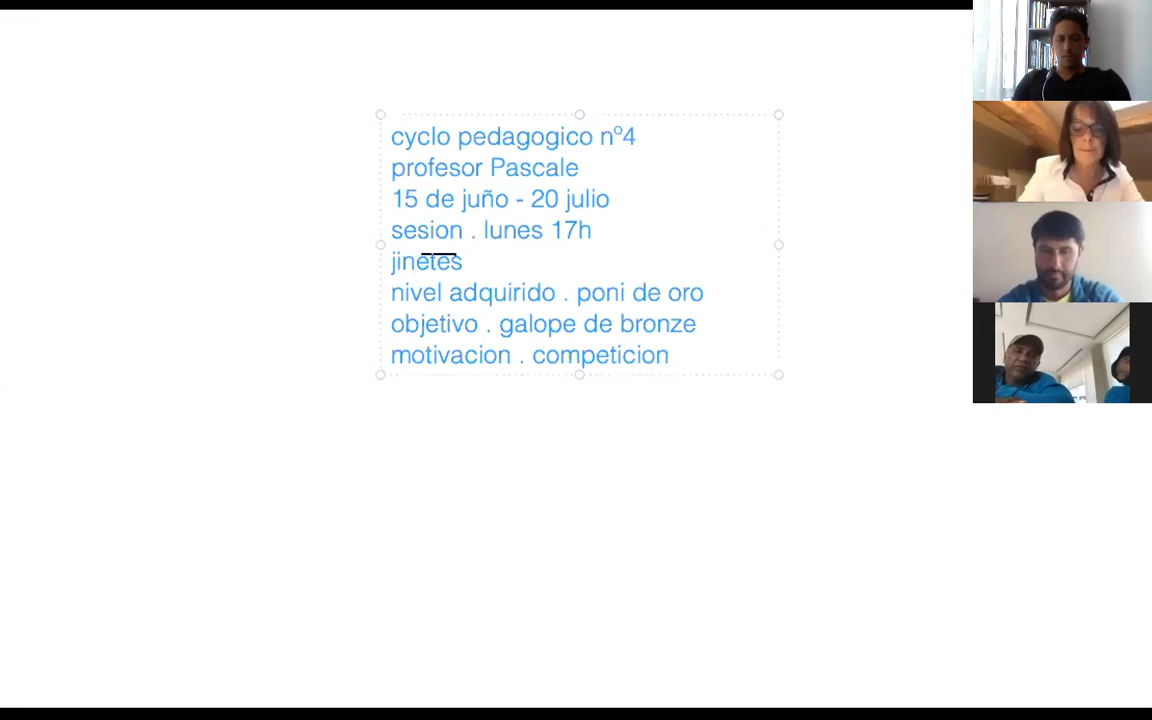 cyclo pedagogico nº4
profesor Pascale
15 de juño - 20 julio
sesion . lunes 17h
jinetes
nivel adquirido . poni de oro
objetivo . galope de bronze
motivacion . competicion